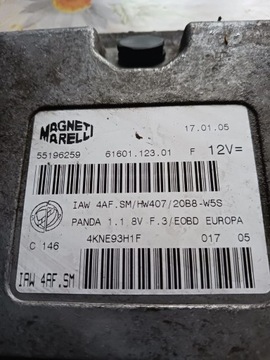 MAGNETI
MARELLI
17.01.05
55196259 61601.123.01 F 12V=
IAW 4AF.SM/HW407/20B8-W5S
PANDA 1.1 8V F.3/EOBD EUROPA
4KNE93H1F 017 05
C 146
IAW 4AF.SM